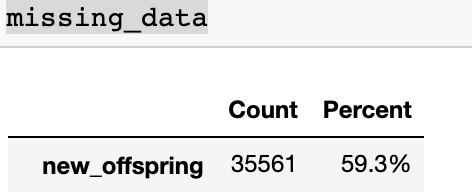 missing_data
Count Percent
new_offspring 35561 59.3%